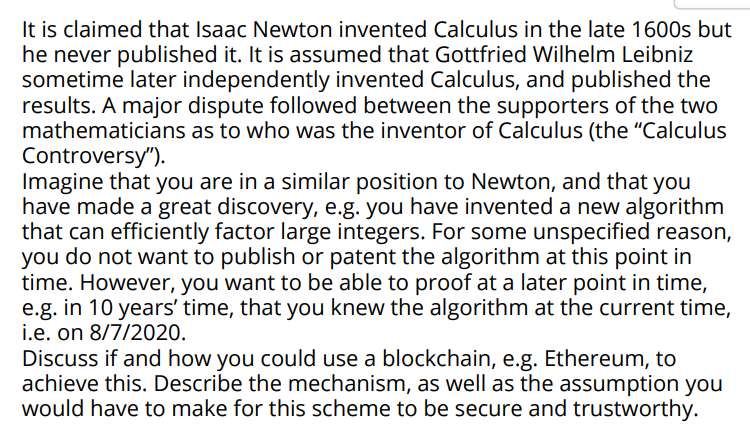 It is claimed that Isaac Newton invented Calculus in the late 1600s but
he never published it. It is assumed that Gottfried Wilhelm Leibniz
sometime later independently invented Calculus, and published the
results. A major dispute followed between the supporters of the two
mathematicians as to who was the inventor of Calculus (the “Calculus
Controversy”).
Imagine that you are in a similar position to Newton, and that you
have made a great discovery, e.g. you have invented a new algorithm
that can efficiently factor large integers. For some unspecified reason,
you do not want to publish or patent the algorithm at this point in
time. However, you want to be able to proof at a later point in time,
e.g. in 10 years’ time, that you knew the algorithm at the current time,
i.e. on 8/7/2020.
Discuss if and how you could use a blockchain, e.g. Ethereum, to
achieve this. Describe the mechanism, as well as the assumption you
would have to make for this scheme to be secure and trustworthy.